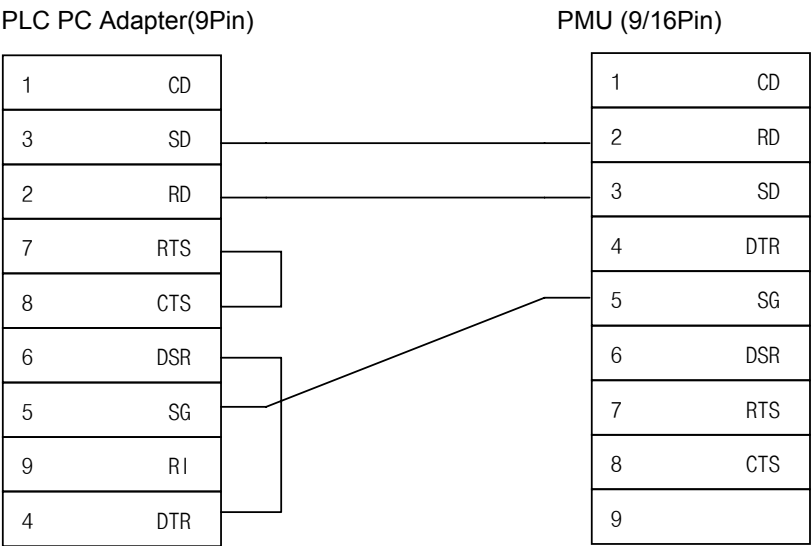 PLC PC Adapter(9Pin)
1 CD
3 SD
2 RD
7 RTS
8 CTS
6 DSR
5 SG
9 RI
4 DTR
PMU (9/16Pin)
1 CD
2 RD
3 SD
4 DTR
5 SG
6 DSR
7 RTS
8 CTS
9